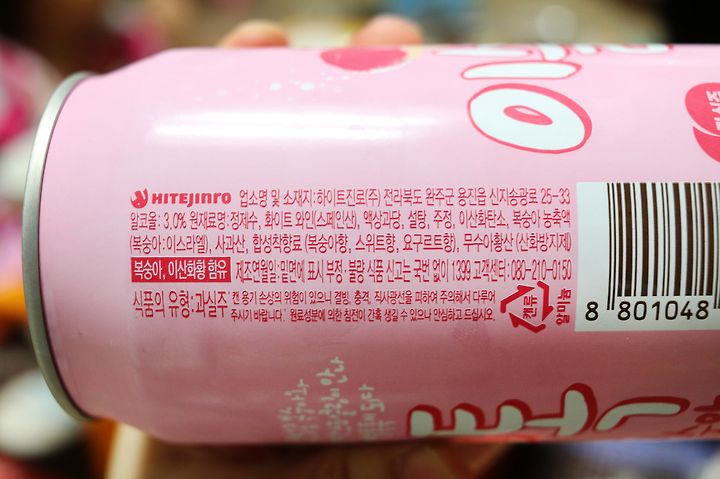 이슬
HITEJINRO 업소명 및 소재지:하이트진로(주) 전라북도 완주군 용진읍 신지송광로 25-33
알코올: 3.0% 원재료명:정제수, 화이트 와인(스페인산), 액상과당, 설탕, 주정, 이산화탄소, 복숭아 농축액
(복숭아:이스라엘), 사과산, 합성착향료 (복숭아향, 스위트향, 요구르트향), 무수아황산 (산화방지제)
복숭아, 이산화황 함유 제조연월일:밑면에 표시 부정·불량 식품 신고는 국번 없이 1399 고객센터:080-210-0150
식품의 유형:과실주 캔 용기 손상의 위험이 있으니 결빙, 충격, 직사광선을 피하여 주의해서 다루어
주시기 바랍니다.' 원료성분에 의한 침전이 간혹 생길 수 있으나 안심하고 드십시오.
캔류
알미늄
8 801048
톡